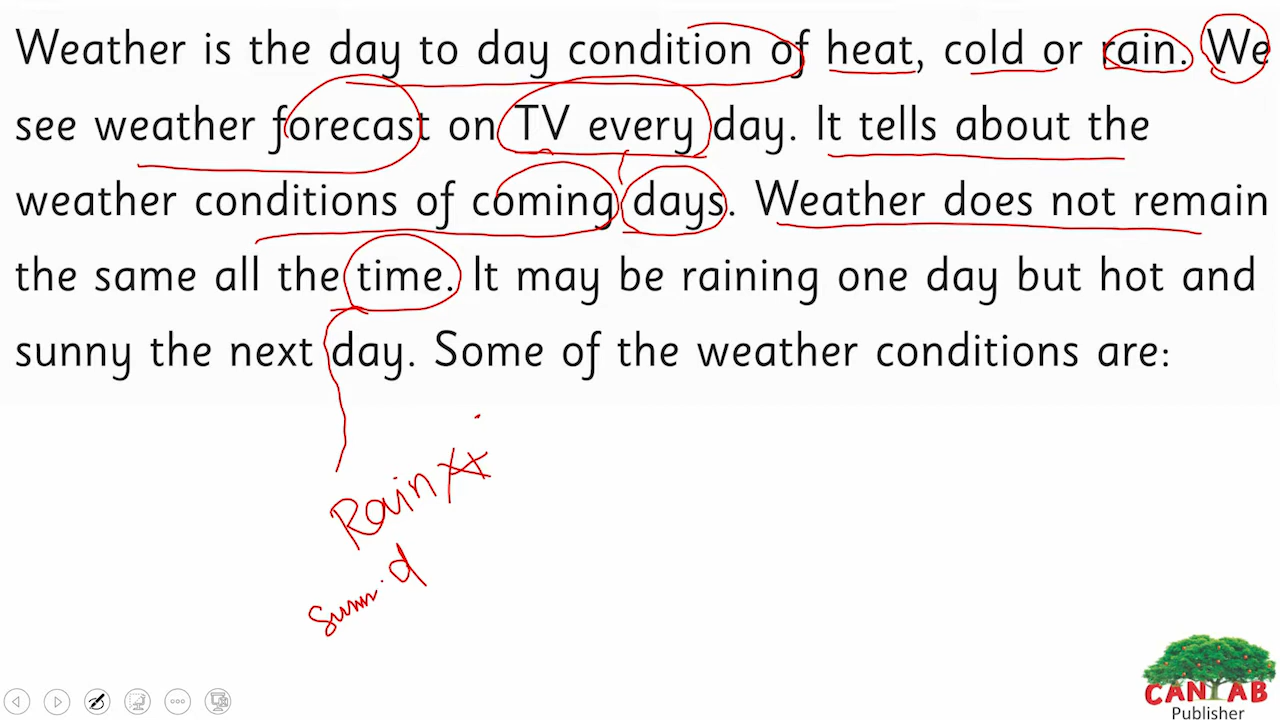 Weather is the day to day condition of heat, cold or rain. We
see weather forecast on TV every day. It tells about the
weather conditions of coming days. Weather does not remain
the same all the time. It may be raining one day but hot and
sunny the next day. Some of the weather conditions are:
Rain
CANTAB
Publisher